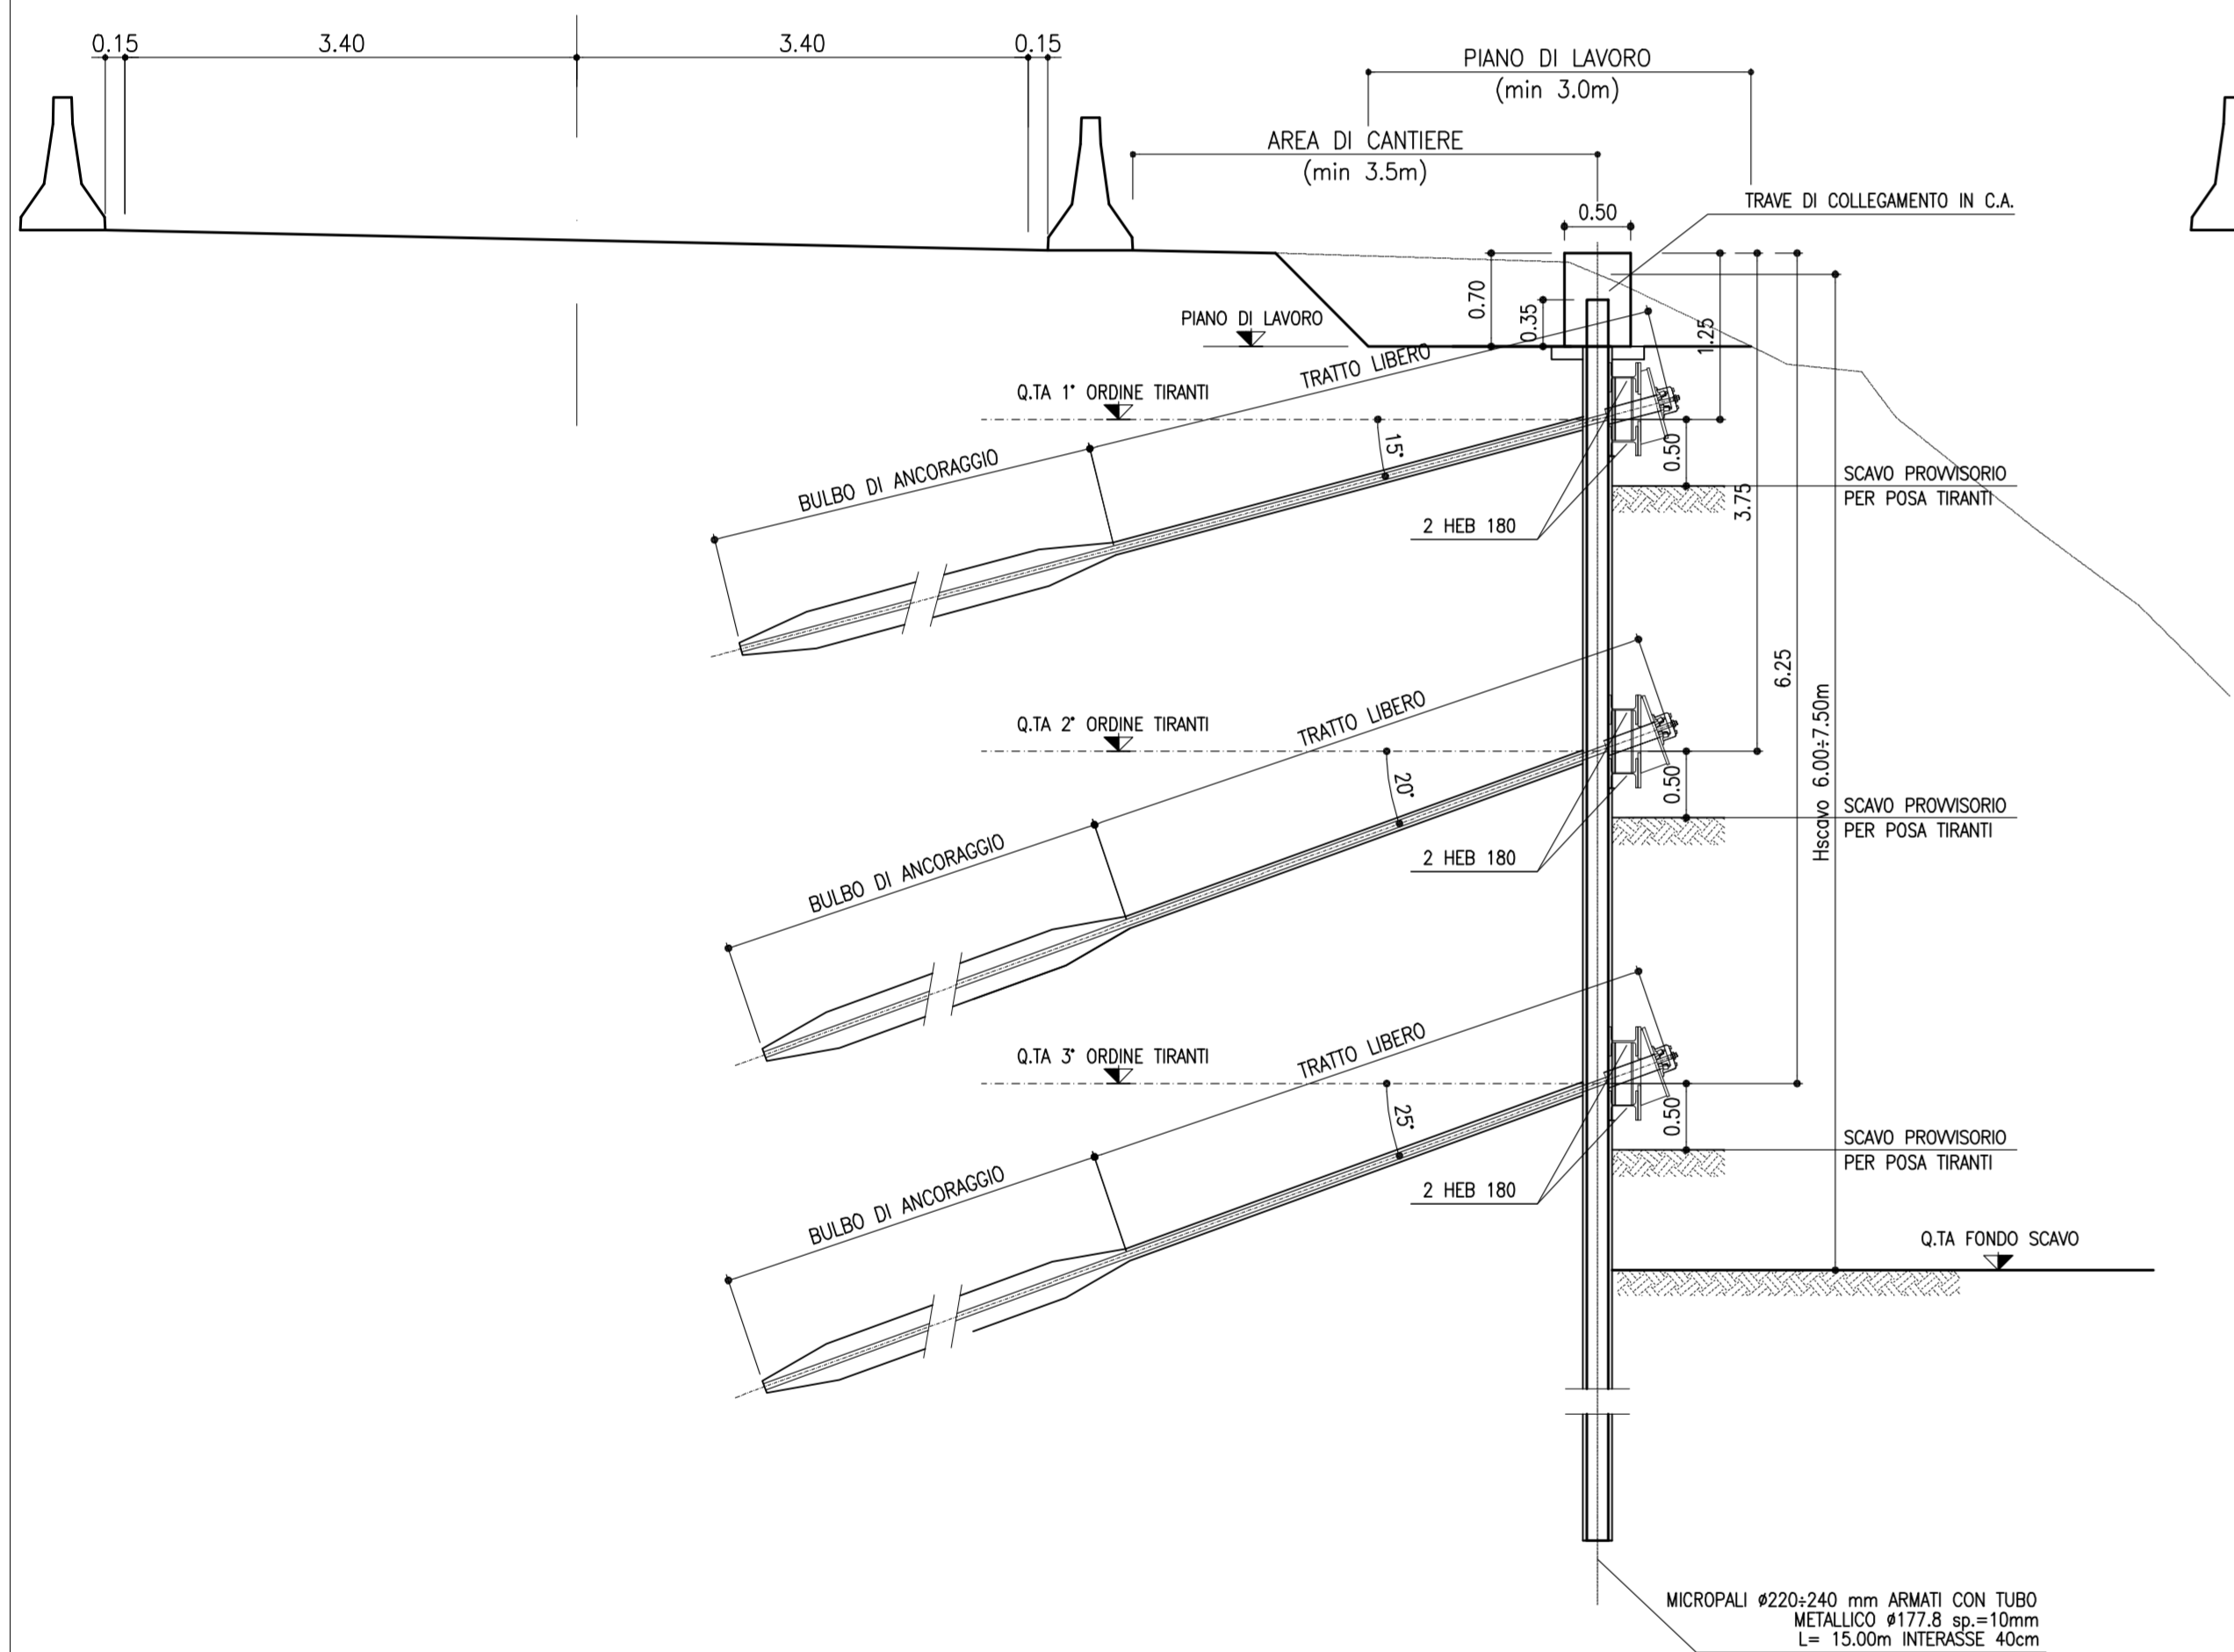 0.15
3.40
3.40
0.15
PIANO DI LAVORO
(min 3.0m)
AREA DI CANTIERE
(min 3.5m)
TRAVE DI COLLEGAMENTO IN C.A.
0.50
0.70
0.35
1.25
PIANO DI LAVORO
TRATTO LIBERO
Q.TA 1° ORDINE TIRANTI
15°
BULBO DI ANCORAGGIO
0.50
SCAVO PROVVISORIO
PER POSA TIRANTI
3.75
2 HEB 180
6.25
Hscavo 6.00÷7.50m
TRATTO LIBERO
Q.TA 2° ORDINE TIRANTI
20°
0.50
SCAVO PROVVISORIO
PER POSA TIRANTI
BULBO DI ANCORAGGIO
2 HEB 180
TRATTO LIBERO
Q.TA 3° ORDINE TIRANTI
25°
0.50
SCAVO PROVVISORIO
PER POSA TIRANTI
BULBO DI ANCORAGGIO
2 HEB 180
Q.TA FONDO SCAVO
MICROPALI ø220÷240 mm ARMATI CON TUBO
METALLICO ø177.8 sp.=10mm
L= 15.00m INTERASSE 40cm